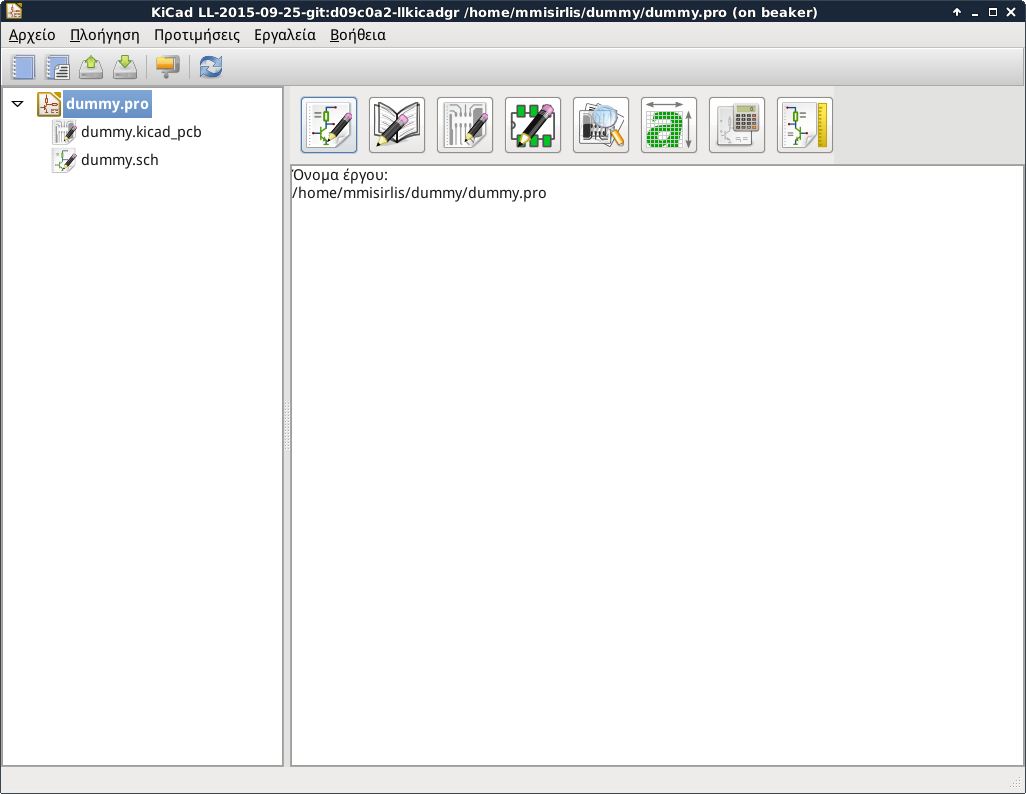 KiCad LL-2015-09-25-git:d09c0a2-llkicadgr /home/mmisirlis/dummy/dummy.pro (on beaker)
Αρχείο Πλοήγηση Προτιμήσεις Εργαλεία Βοήθεια
dummy.pro
dummy.kicad_pcb
dummy.sch
Όνομα έργου:
/home/mmisirlis/dummy/dummy.pro